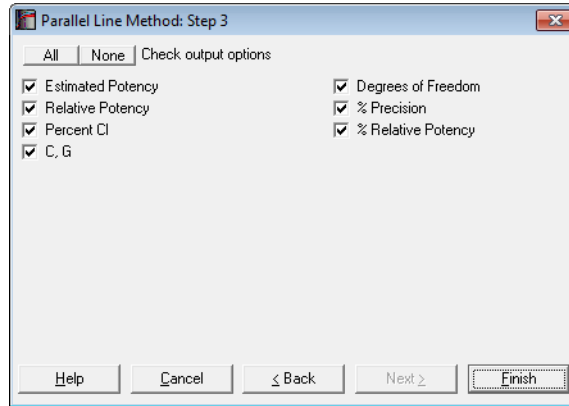 Parallel Line Method: Step 3
All None Check output options
Estimated Potency
Relative Potency
Percent CI
C, G
Degrees of Freedom
% Precision
% Relative Potency
Help Cancel < Back Next > Finish